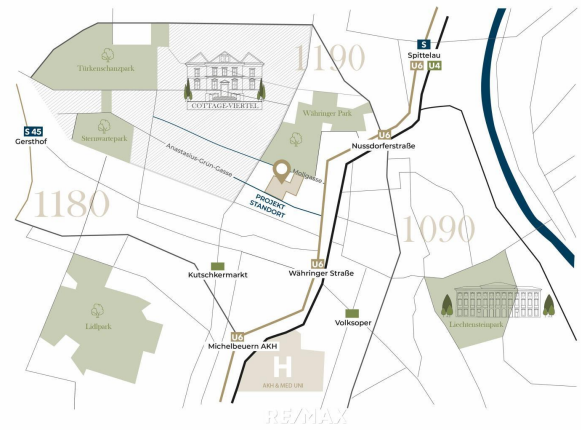 S
Spittelau
U6 U4
1190
Türkenschanzpark
COTTAGE-VIERTEL
Währinger Park
S 45
Gersthof
Sternwartepark
U6
Nussdorferstraße
Anastasius-Grün-Gasse
Mollgasse
PROJEKT
STANDORT
1180
1090
Kutschkermarkt
U6
Währinger Straße
Volksoper
Liechtensteinpark
U6
Michelbeuern AKH
H
AKH & MED UNI
RE/MAX